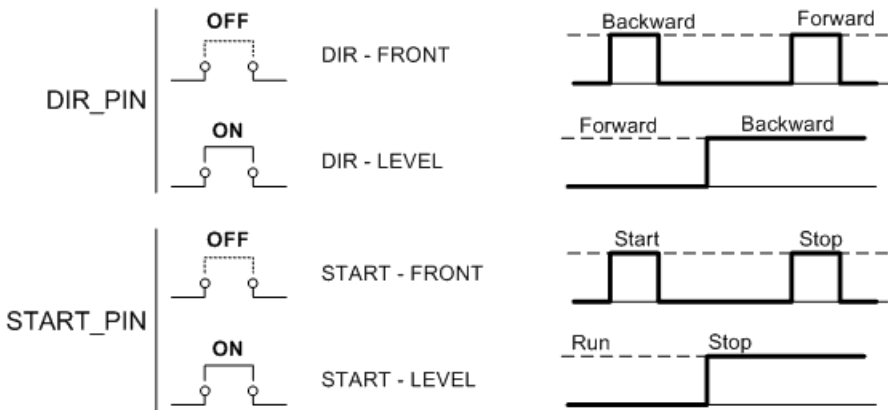 OFF
DIR - FRONT
Backward Forward
DIR_PIN
ON
DIR - LEVEL
Forward Backward
OFF
START - FRONT
Start Stop
START_PIN
ON
START - LEVEL
Run Stop